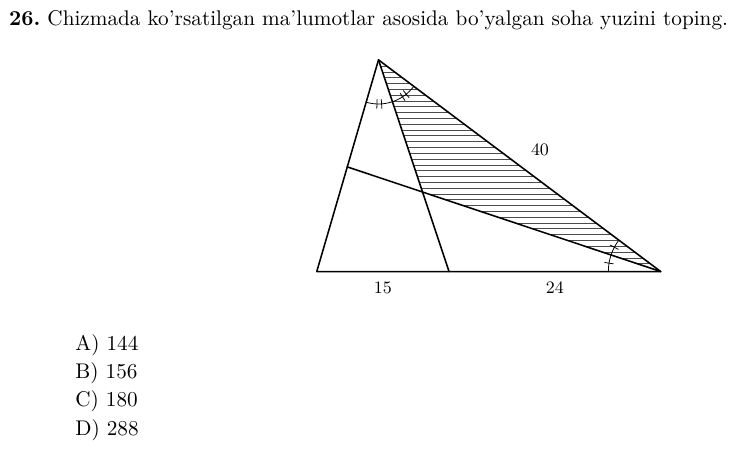 26. Chizmada ko’rsatilgan ma’lumotlar asosida bo’yalgan soha yuzini toping.
40
15 24
A) 144
B) 156
C) 180
D) 288